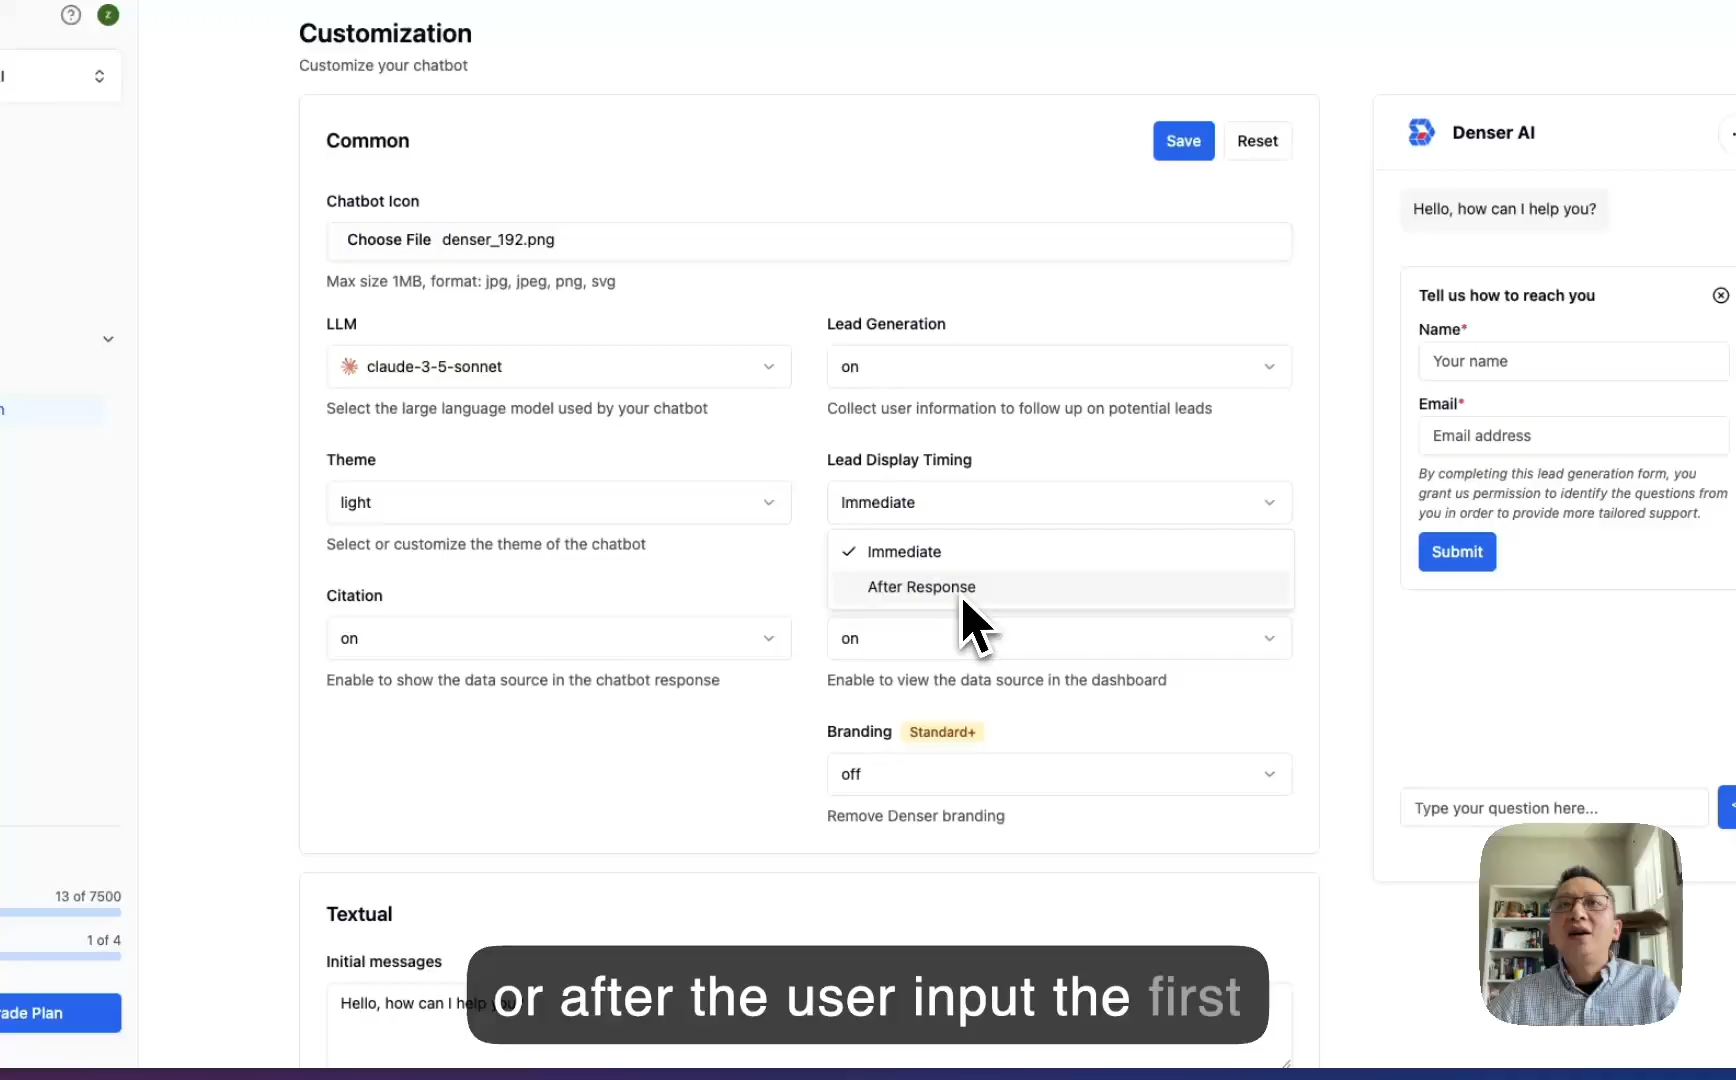 Z
Customization
Customize your chatbot
Common
Save
Reset
Chatbot Icon
Choose File denser_192.png
Max size 1MB, format: jpg, jpeg, png, svg
LLM
claude-3-5-sonnet
Select the large language model used by your chatbot
Lead Generation
on
Collect user information to follow up on potential leads
Theme
light
Select or customize the theme of the chatbot
Lead Display Timing
Immediate
Immediate
After Response
Citation
on
Enable to show the data source in the chatbot response
on
Enable to view the data source in the dashboard
Branding Standard+
off
Remove Denser branding
Textual
Initial messages
Hello, how can I help you?
or after the user input the first
13 of 7500
1 of 4
Plan
Denser AI
Hello, how can I help you?
Tell us how to reach you
Name*
Your name
Email*
Email address
By completing this lead generation form, you
grant us permission to identify the questions from
you in order to provide more tailored support.
Submit
Type your question here...